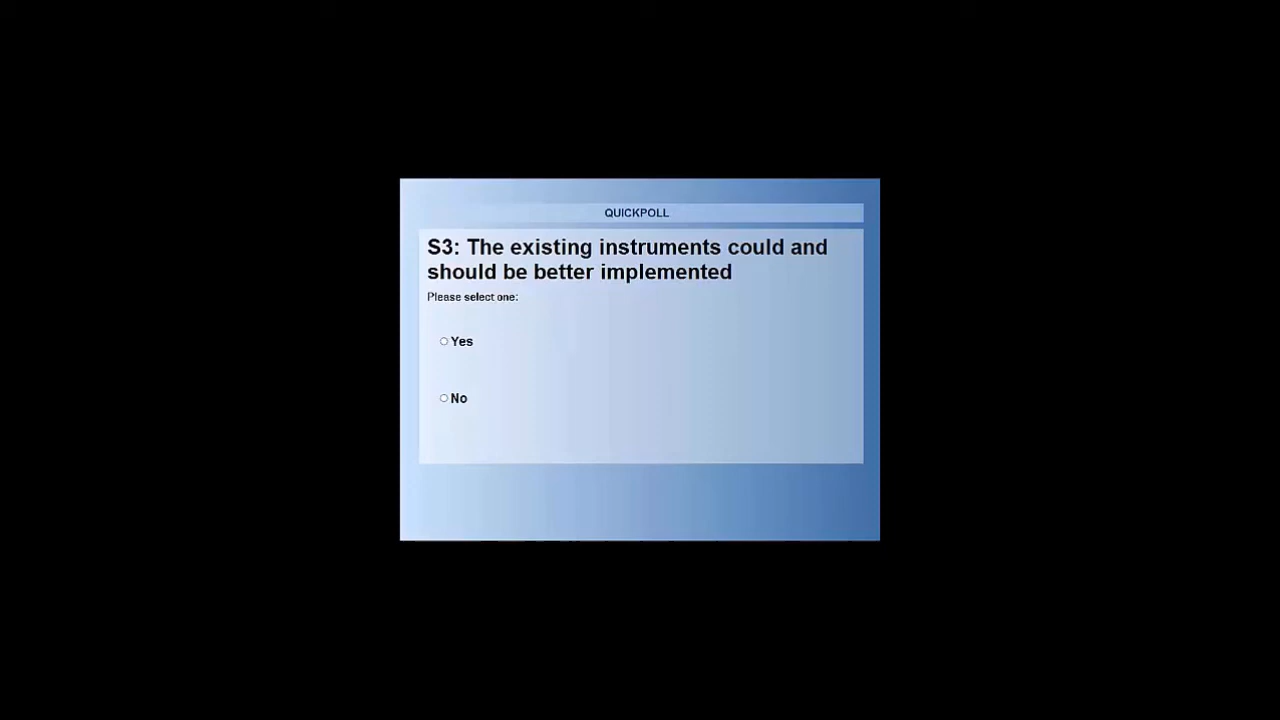 QUICKPOLL
S3: The existing instruments could and
should be better implemented
Please select one:
Yes
No